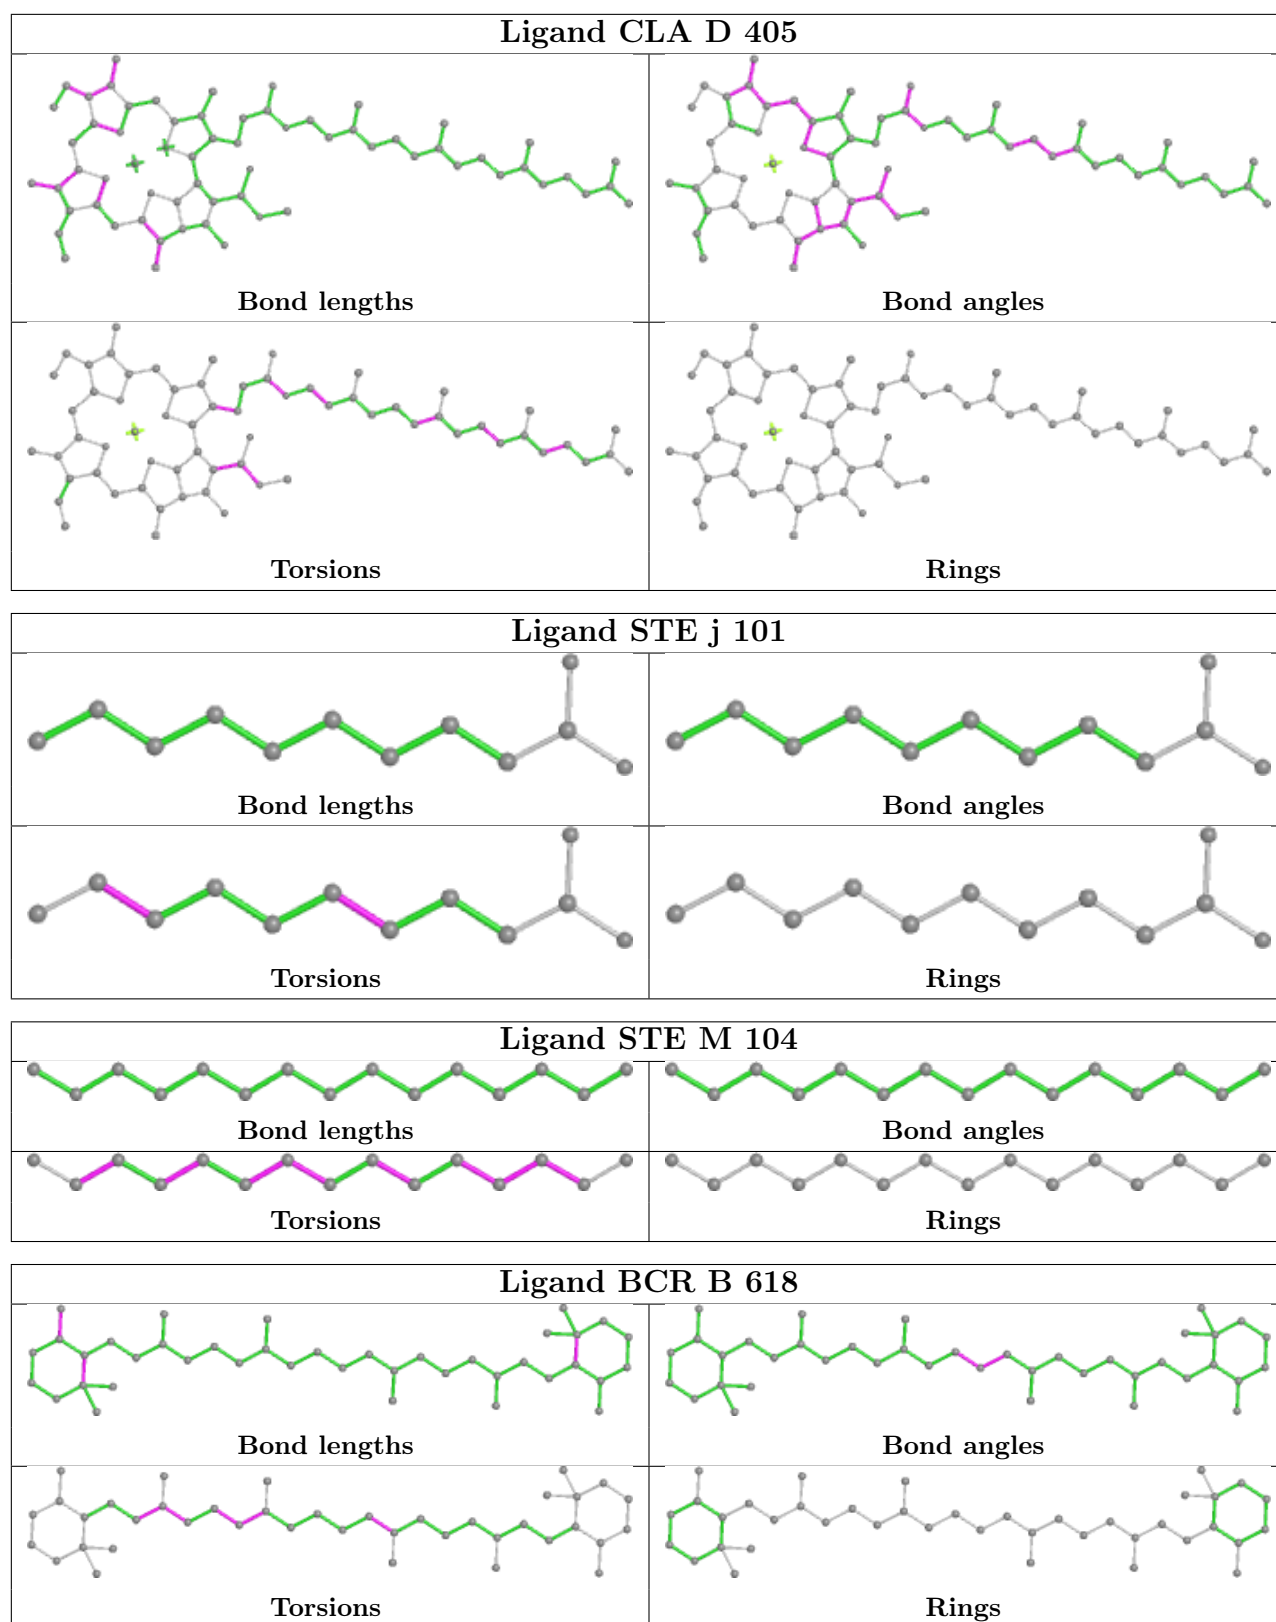 Ligand CLA D 405
Bond lengths
Bond angles
Torsions
Rings
Ligand STE j 101
Bond lengths
Bond angles
Torsions
Rings
Ligand STE M 104
Bond lengths
Bond angles
Torsions
Rings
Ligand BCR B 618
Bond lengths
Bond angles
Torsions
Rings